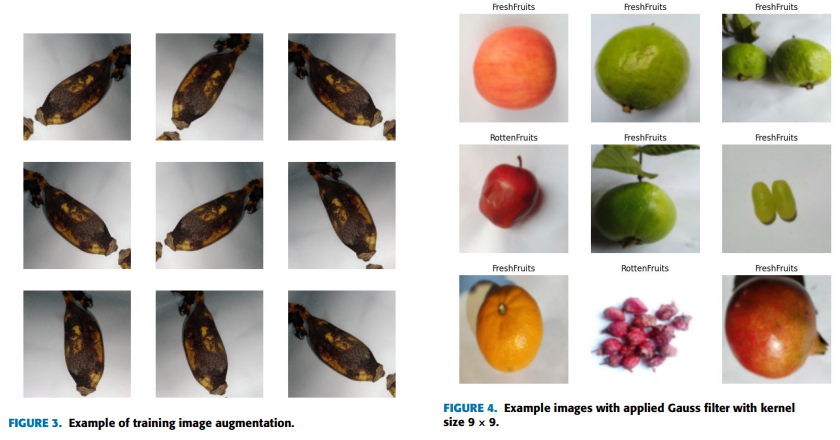 FreshFruits FreshFruits FreshFruits
RottenFruits FreshFruits FreshFruits
FreshFruits RottenFruits FreshFruits
FIGURE 3. Example of training image augmentation.
FIGURE 4. Example images with applied Gauss filter with kernel
size 9 × 9.